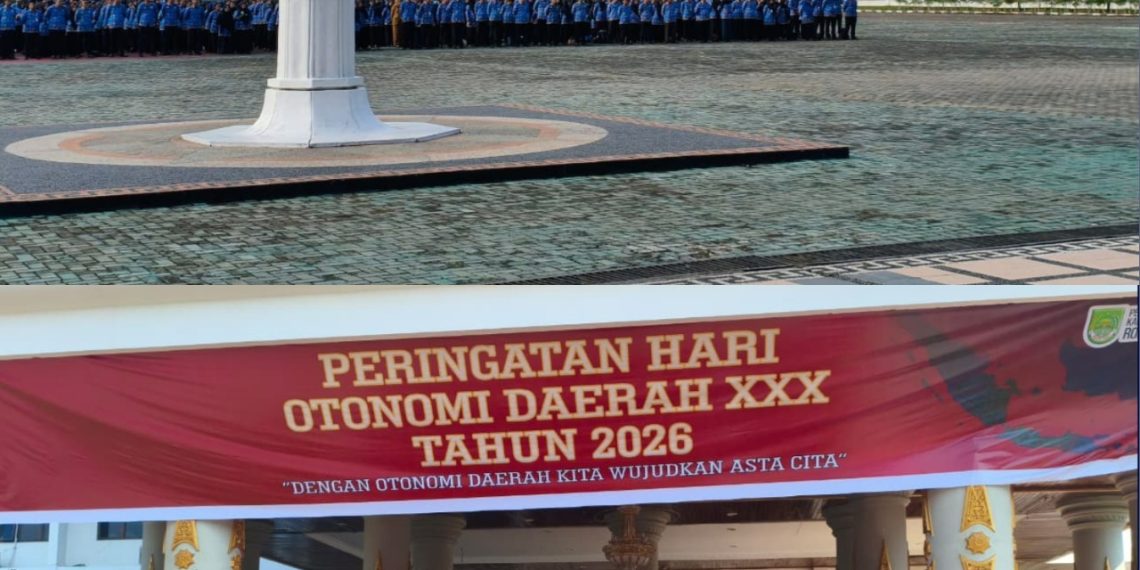 PERINGATAN HARI
OTONOMI DAERAH XXX
TAHUN 2026
"DENGAN OTONOMI DAERAH KITA WUJUDKAN ASTA CITA"